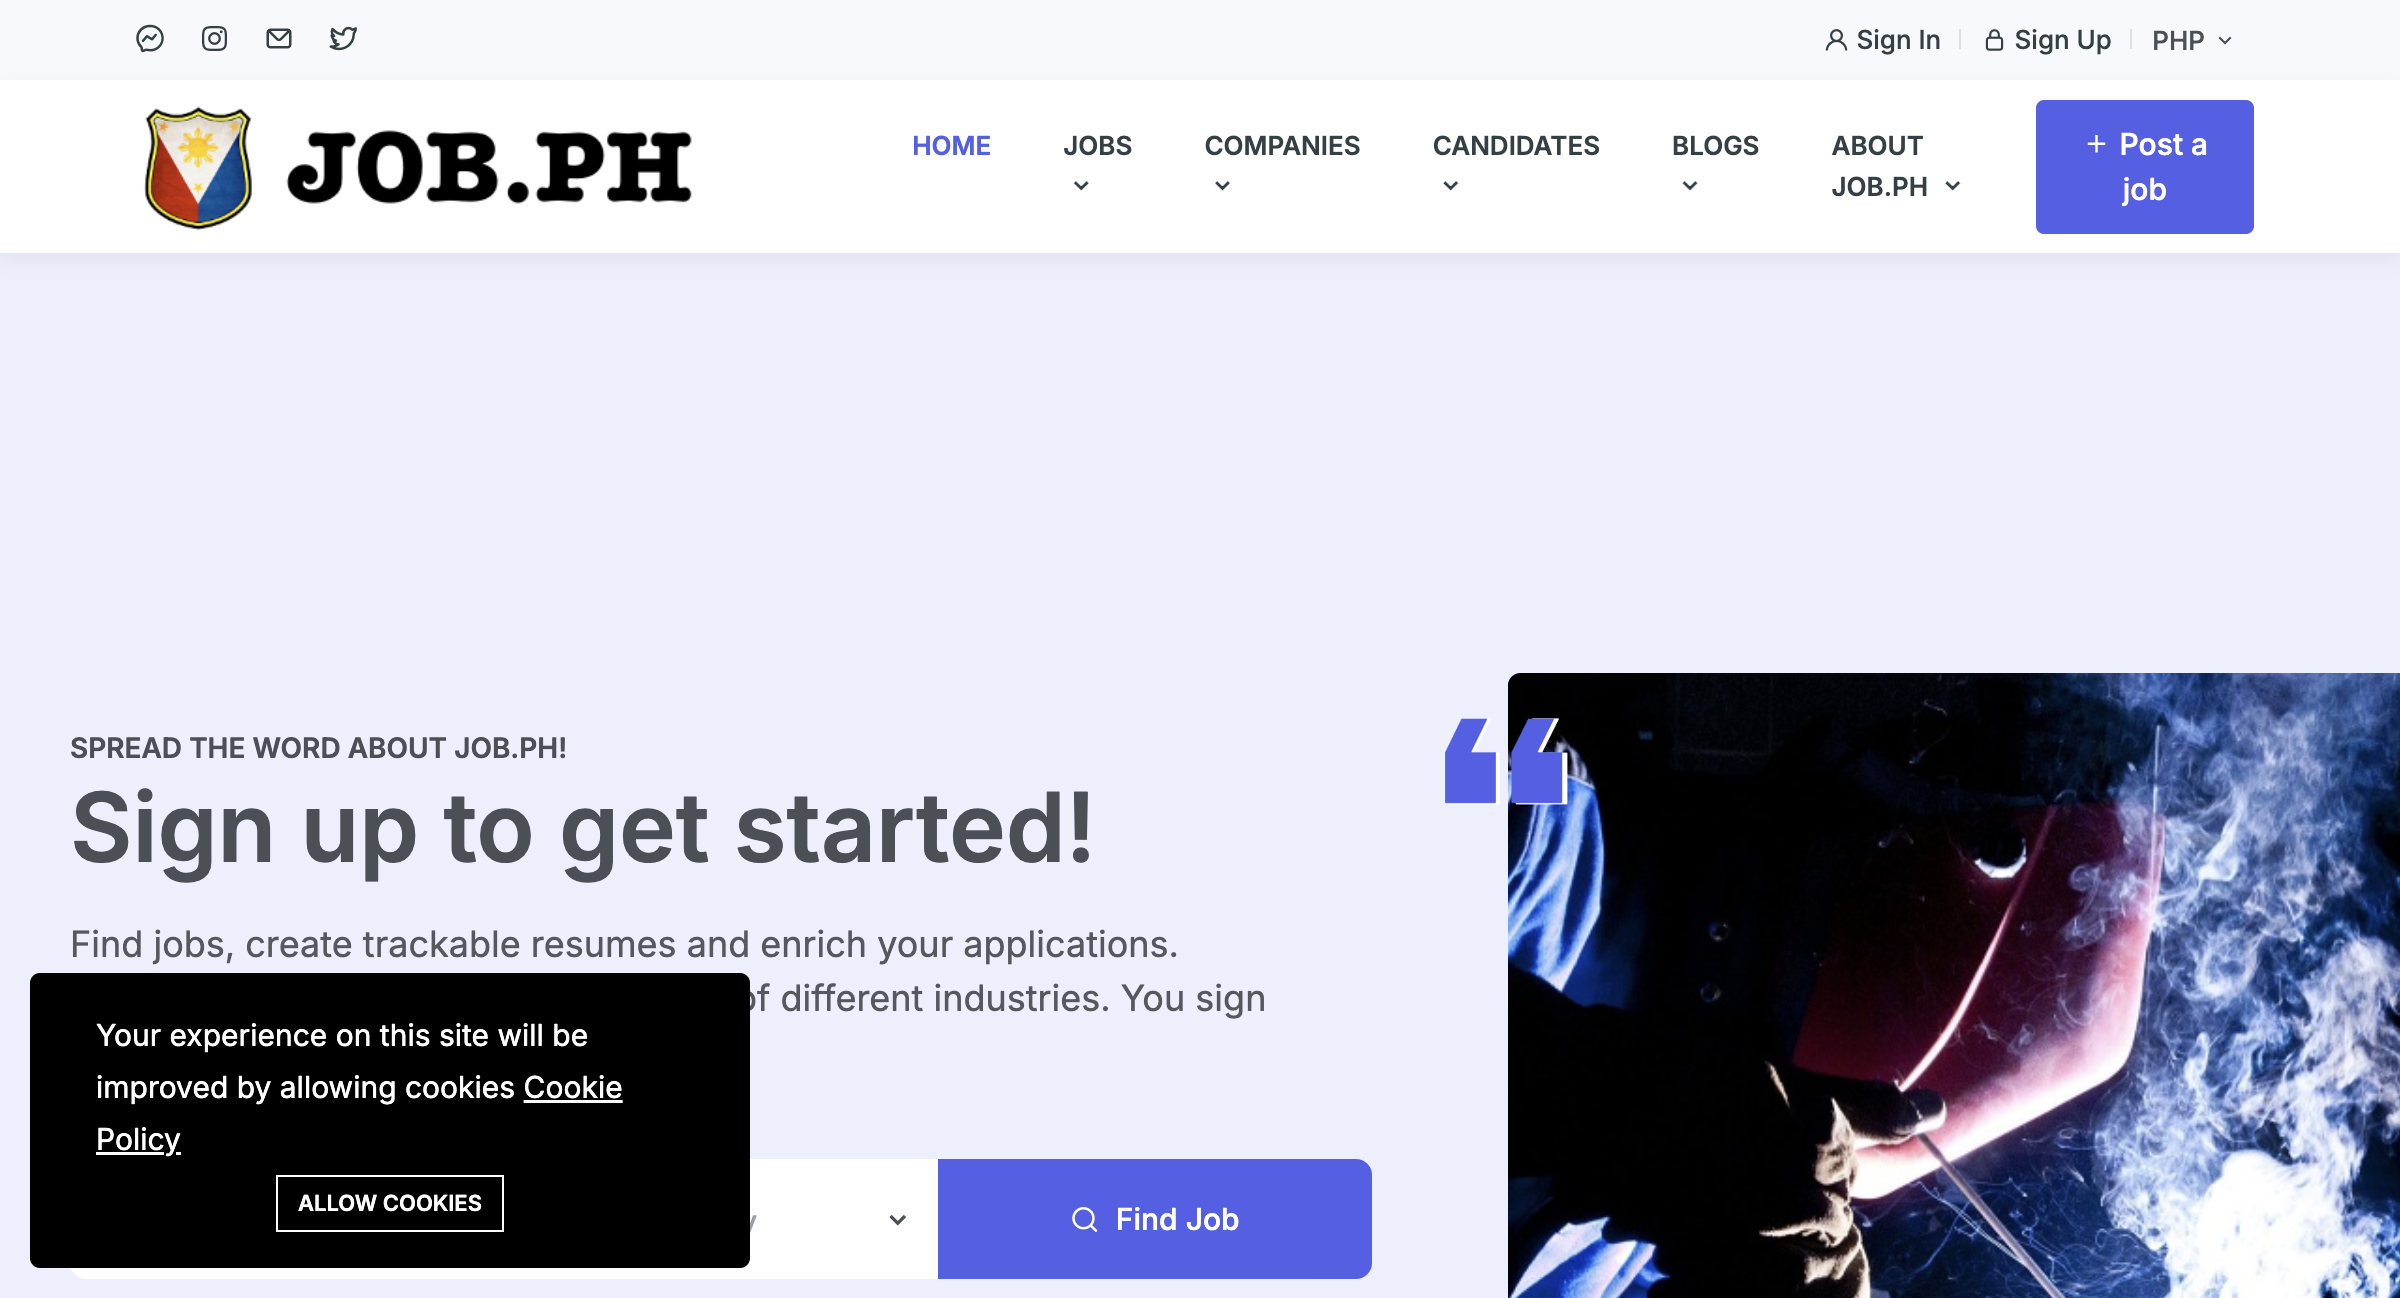 Sign In
Sign Up
PHP
JOB.PH
HOME
JOBS
COMPANIES
CANDIDATES
BLOGS
ABOUT
JOB.PH
+ Post a
job
SPREAD THE WORD ABOUT JOB.PH!
Sign up to get started!
Find jobs, create trackable resumes and enrich your applications.
of different industries. You sign
Your experience on this site will be
improved by allowing cookies Cookie
Policy
ALLOW COOKIES
Find Job